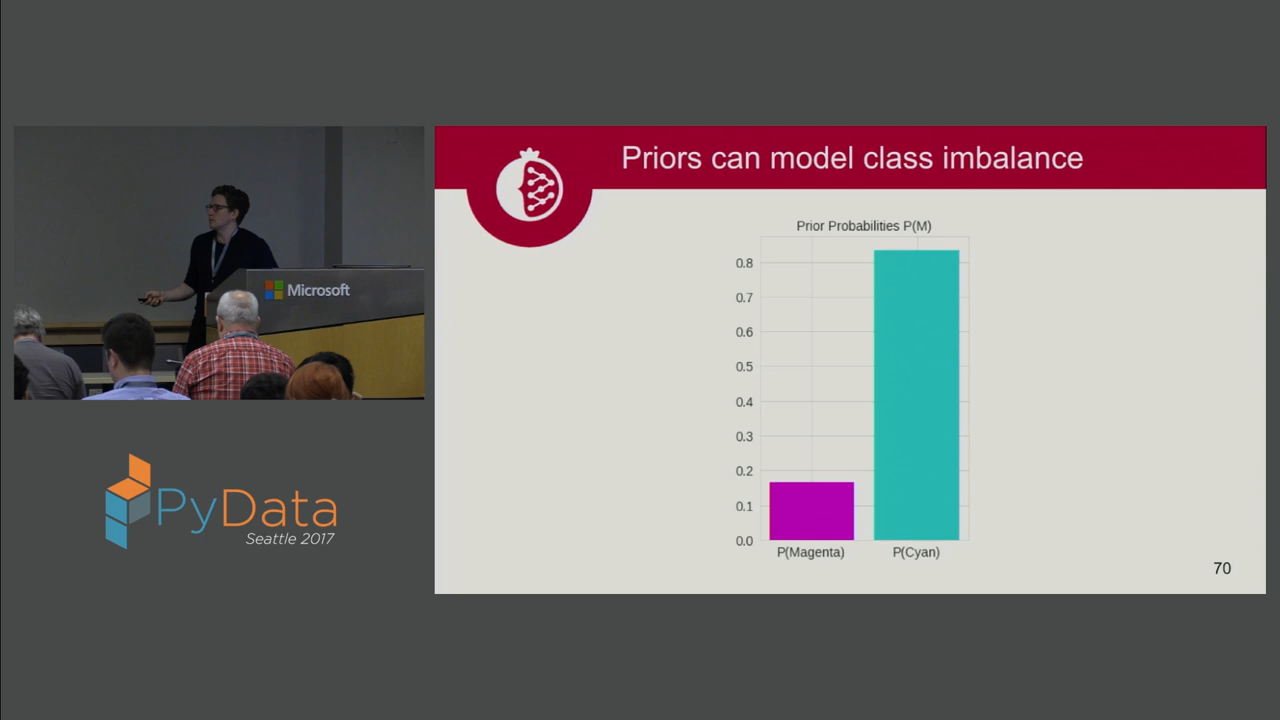 Microsoft
PyData
Seattle 2017
Priors can model class imbalance
Prior Probabilities P(M)
0.8
0.7
0.6
0.5
0.4
0.3
0.2
0.1
0.0
P(Magenta)
P(Cyan)
70